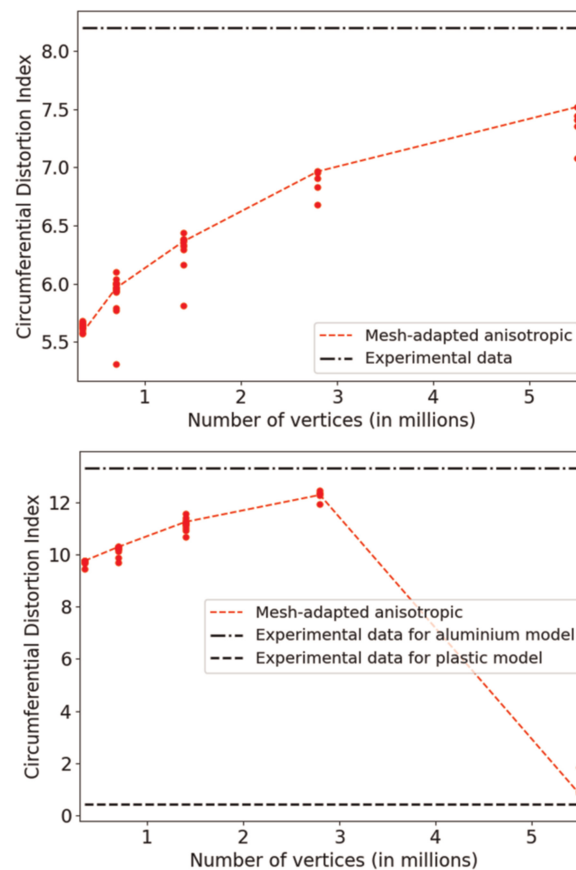 8.0
7.5
7.0
6.5
6.0
5.5
Circumferential Distortion Index
Mesh-adapted anisotropic
Experimental data
1 2 3 4 5
Number of vertices (in millions)
12
10
8
6
4
2
0
Circumferential Distortion Index
Mesh-adapted anisotropic
Experimental data for aluminium model
Experimental data for plastic model
1 2 3 4 5
Number of vertices (in millions)